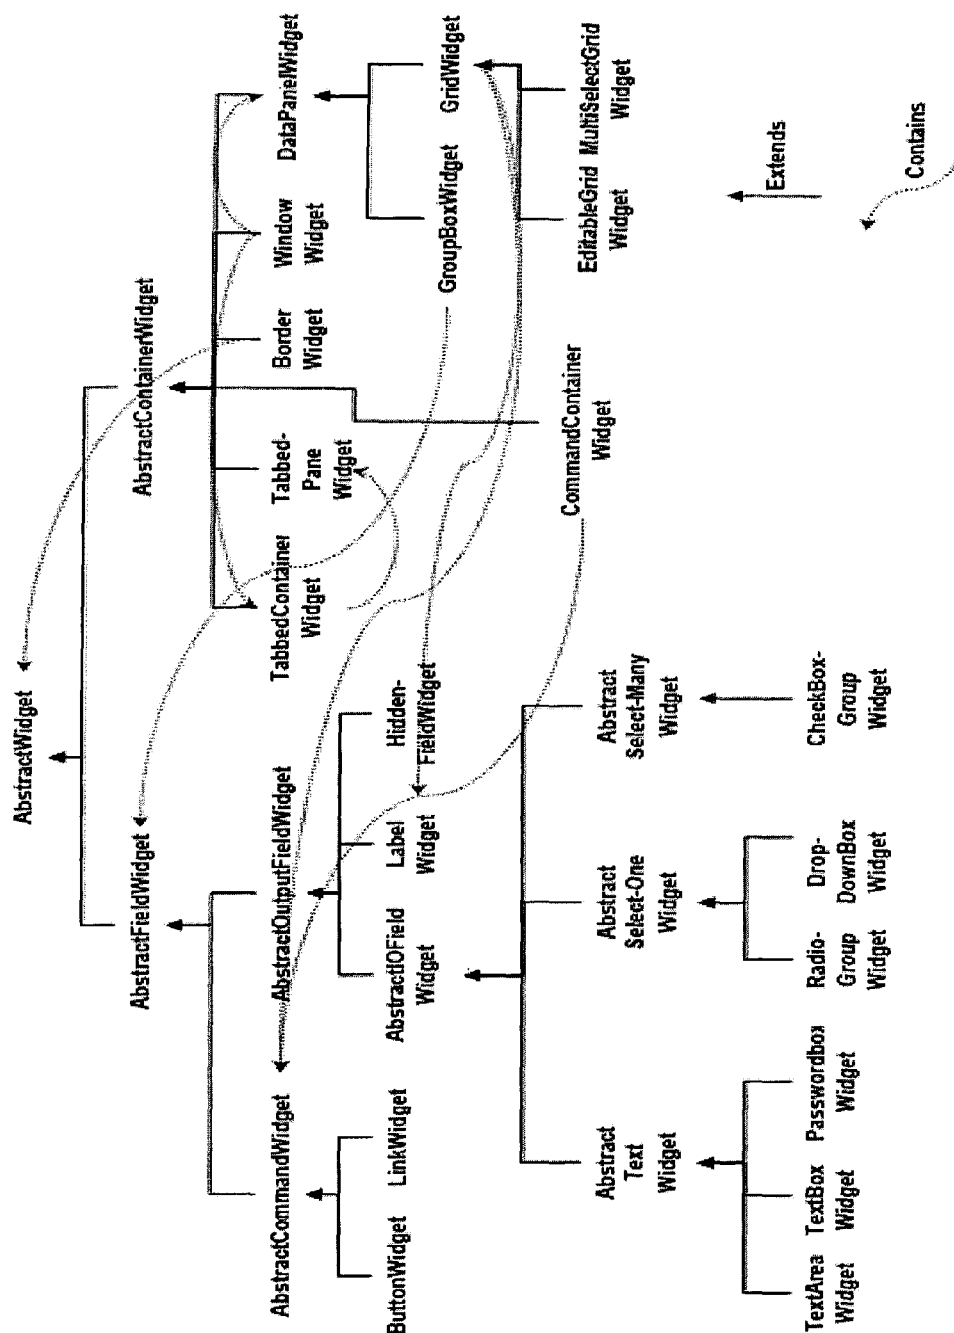 AbstractWidget
AbstractFieldWidget
AbstractContainerWidget
AbstractCommandWidget
AbstractOutputFieldWidget
TabbedContainer
Widget
Tabbed-
Pane
Widget
Border
Widget
Window
Widget
DataPanelWidget
ButtonWidget
LinkWidget
AbstractIOField
Widget
Label
Widget
Hidden-
FieldWidget
GroupBoxWidget
GridWidget
Abstract
Text
Widget
Abstract
Select-One
Widget
Abstract
Select-Many
Widget
CommandContainer
Widget
EditableGrid
Widget
MultiSelectGrid
Widget
TextArea
Widget
TextBox
Widget
Passwordbox
Widget
Radio-
Group
Widget
Drop-
DownBox
Widget
CheckBox-
Group
Widget
Extends
Contains